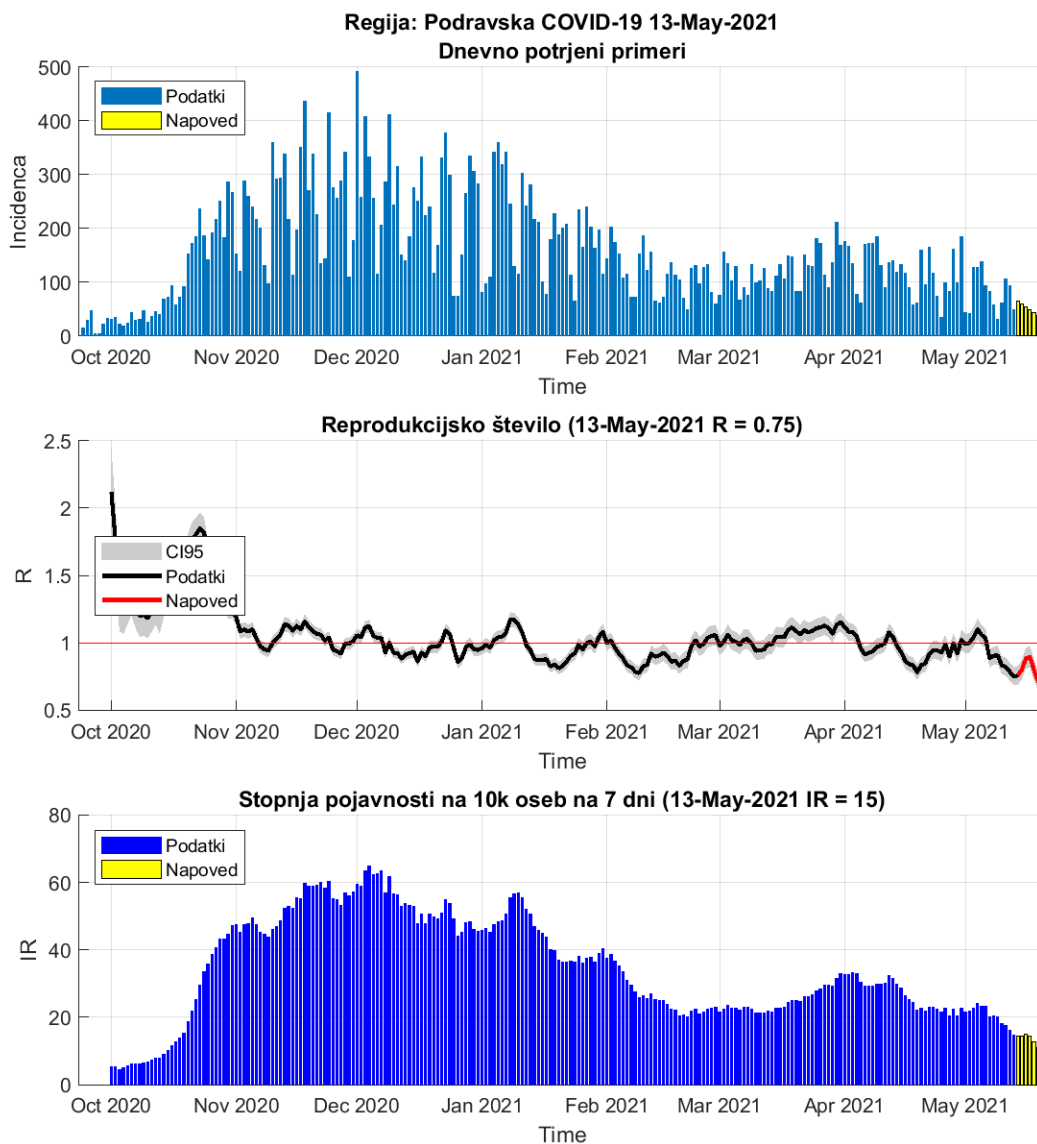 Regija: Podravska COVID-19 13-May-2021
Dnevno potrjeni primeri
500
400
300
200
100
0
Incidenca
Podatki
Napoved
Oct 2020 Nov 2020 Dec 2020 Jan 2021 Feb 2021 Mar 2021 Apr 2021 May 2021
Time
Reprodukcijsko število (13-May-2021 R = 0.75)
2.5
2
1.5
1
0.5
R
CI95
Podatki
Napoved
Oct 2020 Nov 2020 Dec 2020 Jan 2021 Feb 2021 Mar 2021 Apr 2021 May 2021
Time
Stopnja pojavnosti na 10k oseb na 7 dni (13-May-2021 IR = 15)
80
60
40
20
0
IR
Podatki
Napoved
Oct 2020 Nov 2020 Dec 2020 Jan 2021 Feb 2021 Mar 2021 Apr 2021 May 2021
Time